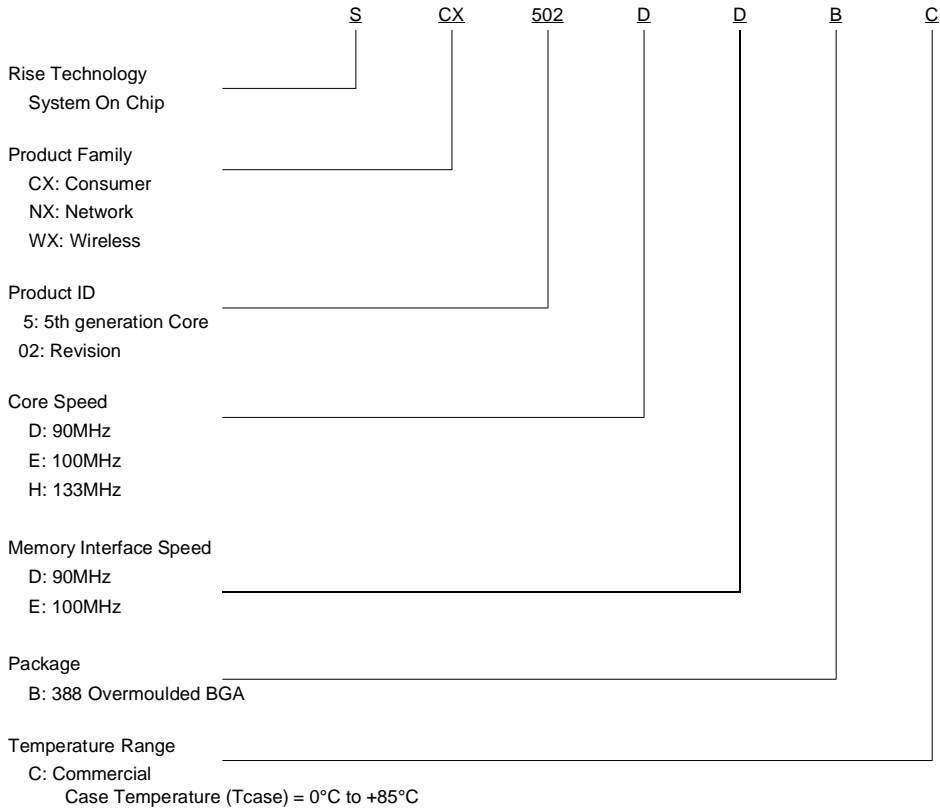 S CX 502 D D B C
Rise Technology
System On Chip
Product Family
CX: Consumer
NX: Network
WX: Wireless
Product ID
5: 5th generation Core
02: Revision
Core Speed
D: 90MHz
E: 100MHz
H: 133MHz
Memory Interface Speed
D: 90MHz
E: 100MHz
Package
B: 388 Overmoulded BGA
Temperature Range
C: Commercial
Case Temperature (Tcase) = 0°C to +85°C